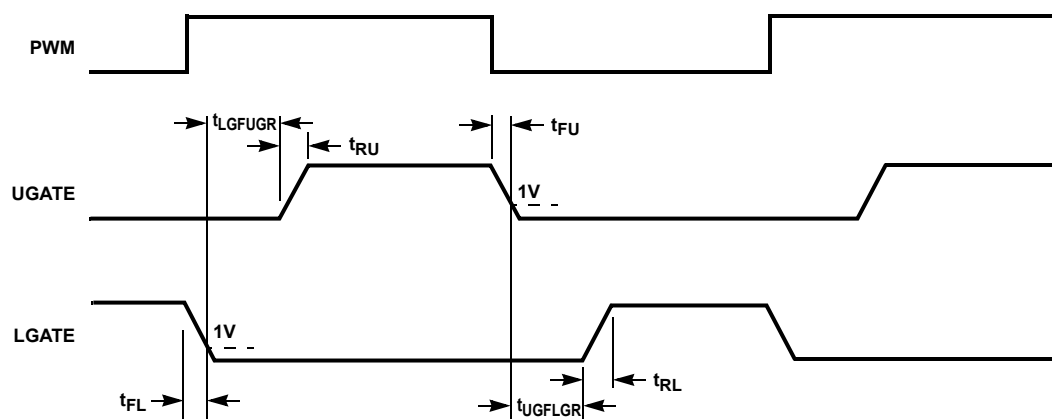 PWM
tLGFUGR
tFU
tRU
UGATE
1V
LGATE
1V
tFL
tRL
tUGFLGR